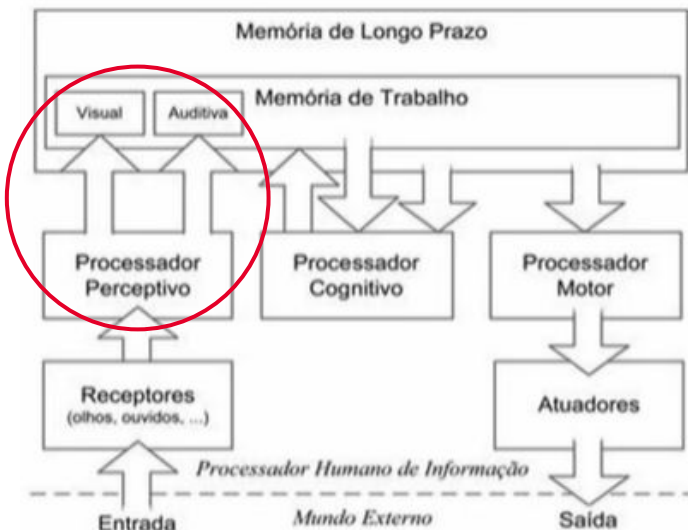 Memória de Longo Prazo
Memória de Trabalho
Visual
Auditiva
Processador
Perceptivo
Processador
Cognitivo
Processador
Motor
Receptores
(olhos, ouvidos, ...)
Atuadores
Processador Humano de Informação
Entrada
Mundo Externo
Saída